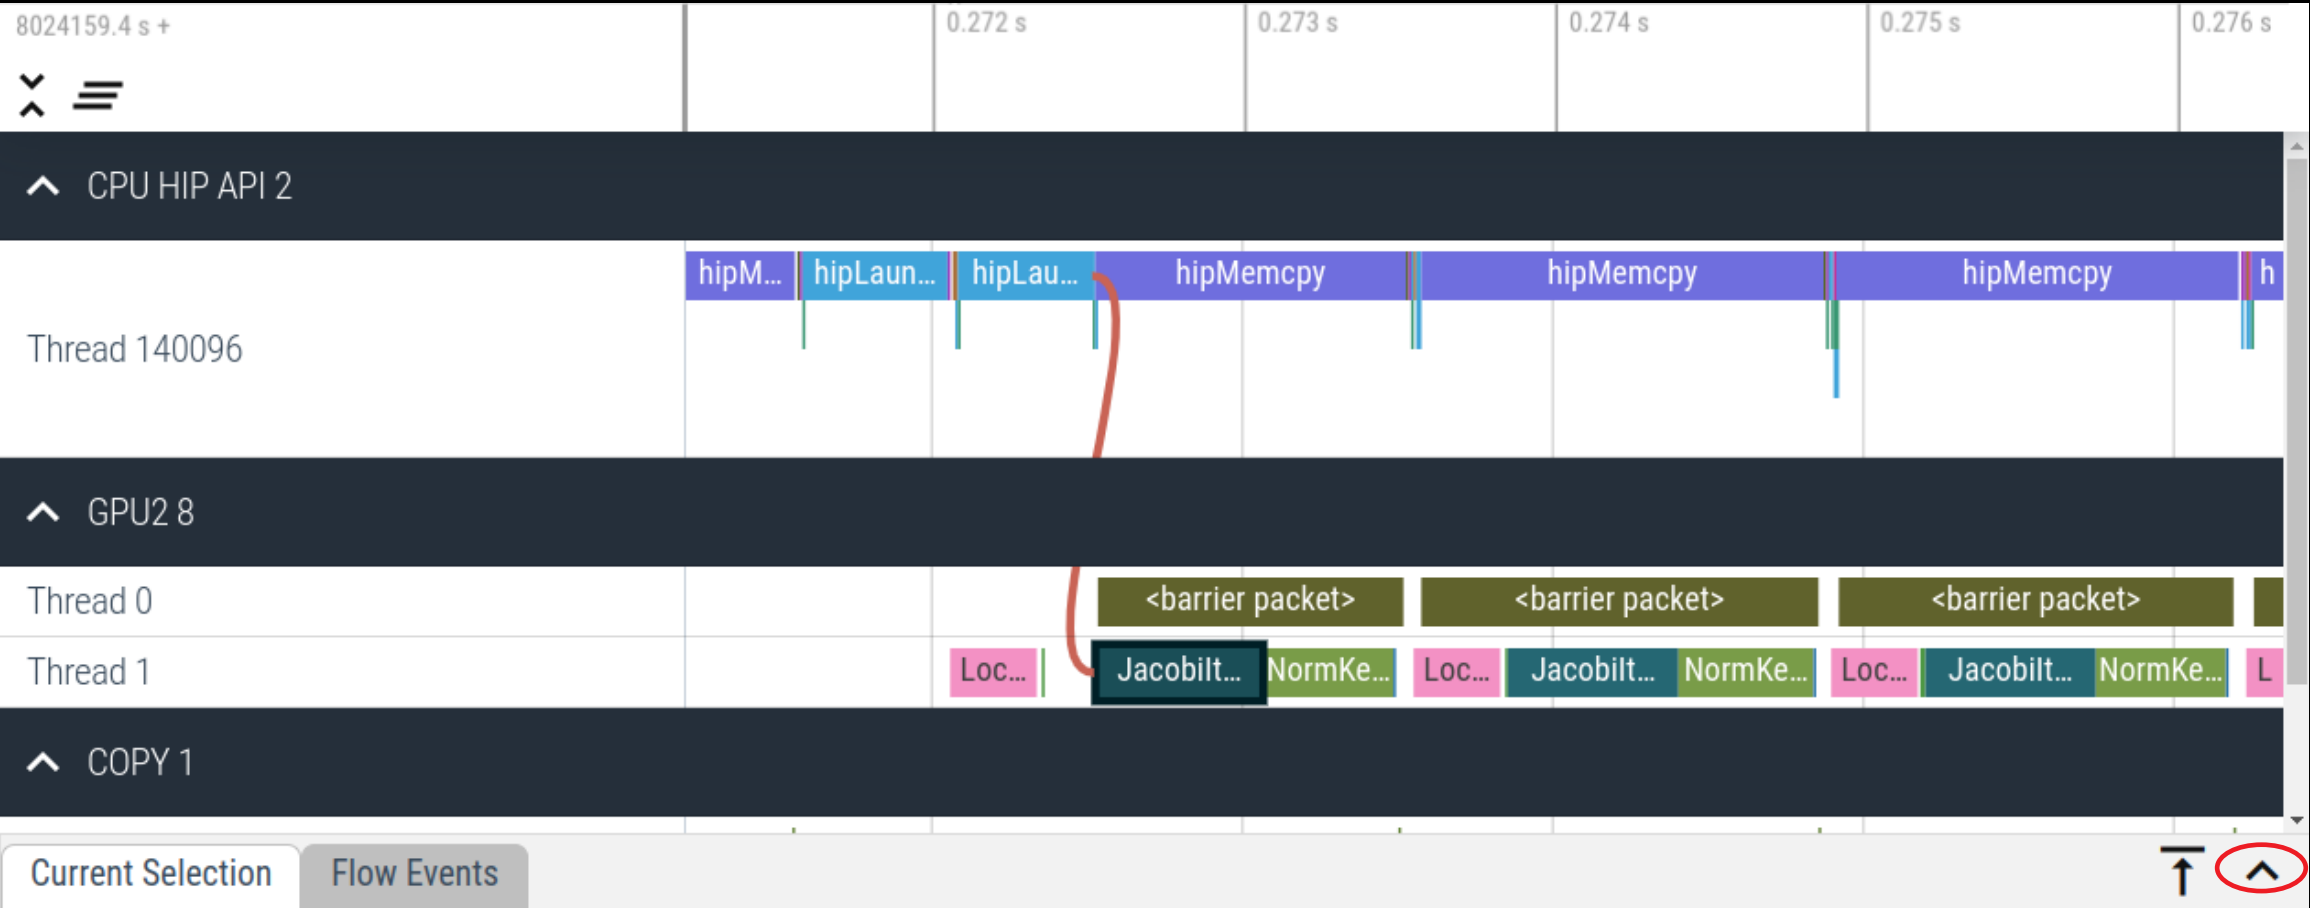 8024159.4 s +
0.272 s 0.273 s 0.274 s 0.275 s 0.276 s
CPU HIP API 2
hipM... hipLaun... hipLau... hipMemcpy hipMemcpy hipMemcpy h
Thread 140096
GPU2 8
Thread 0 <barrier packet> <barrier packet> <barrier packet>
Thread 1 Loc... JacobiIt... NormKe... Loc... JacobiIt... NormKe... Loc... JacobiIt... NormKe... L
COPY 1
Current Selection Flow Events